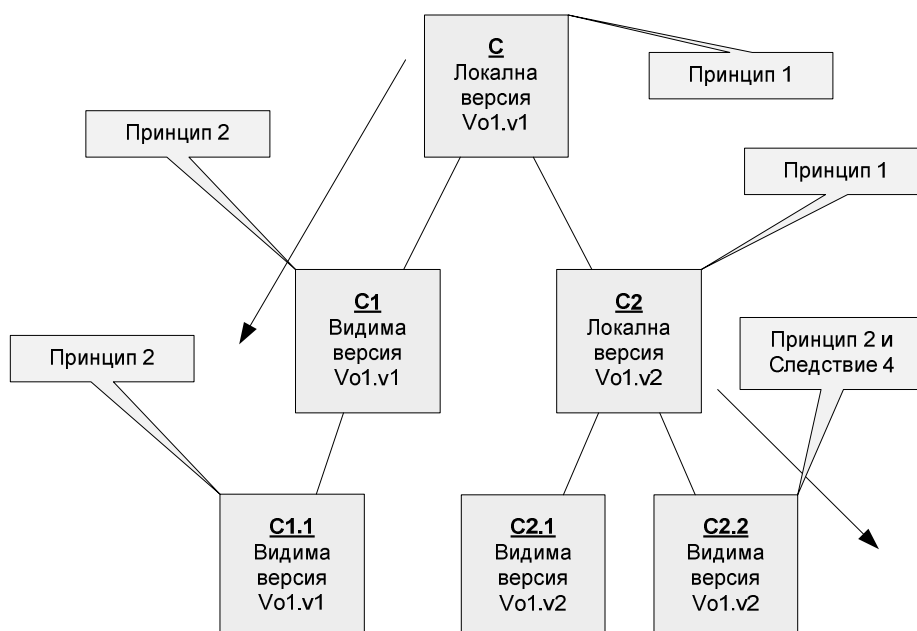 C
Локална
версия
Vo1.v1
Принцип 1
Принцип 2
Принцип 1
C1
Видима
версия
Vo1.v1
C2
Локална
версия
Vo1.v2
Принцип 2 и
Следствие 4
Принцип 2
C1.1
Видима
версия
Vo1.v1
C2.1
Видима
версия
Vo1.v2
C2.2
Видима
версия
Vo1.v2